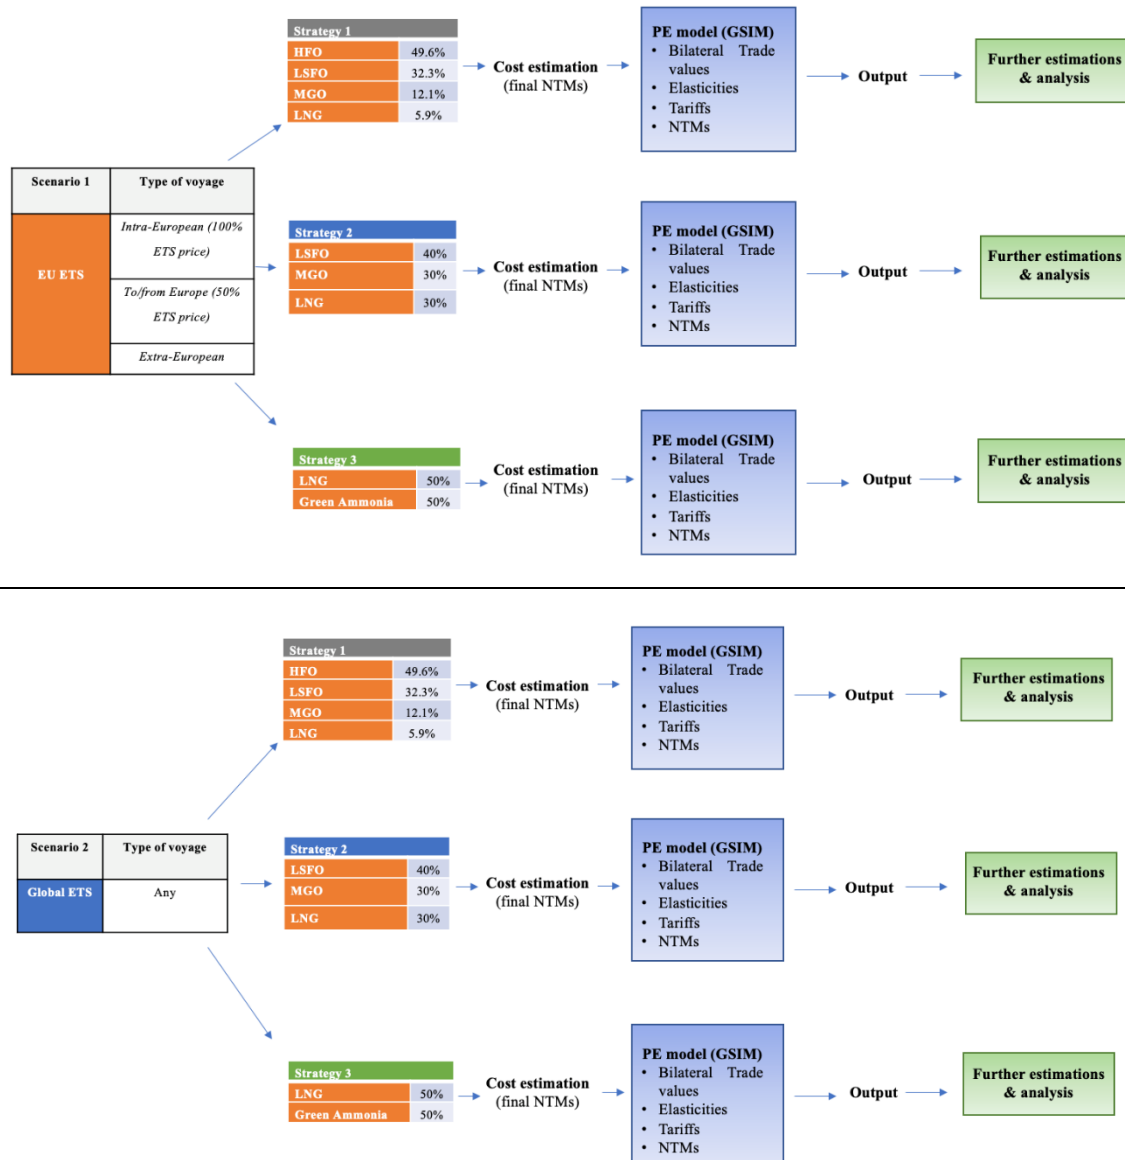 Strategy 1
HFO 49.6%
LSFO 32.3%
MGO 12.1%
LNG 5.9%
Cost estimation
(final NTMs)
PE model (GSIM)
• Bilateral Trade
values
• Elasticities
• Tariffs
• NTMs
Output
Further estimations
& analysis
Scenario 1 Type of voyage
EU ETS
Intra-European (100%
ETS price)
To/from Europe (50%
ETS price)
Extra-European
Strategy 2
LSFO 40%
MGO 30%
LNG 30%
Cost estimation
(final NTMs)
PE model (GSIM)
• Bilateral Trade
values
• Elasticities
• Tariffs
• NTMs
Output
Further estimations
& analysis
Strategy 3
LNG 50%
Green Ammonia 50%
Cost estimation
(final NTMs)
PE model (GSIM)
• Bilateral Trade
values
• Elasticities
• Tariffs
• NTMs
Output
Further estimations
& analysis
Strategy 1
HFO 49.6%
LSFO 32.3%
MGO 12.1%
LNG 5.9%
Cost estimation
(final NTMs)
PE model (GSIM)
• Bilateral Trade
values
• Elasticities
• Tariffs
• NTMs
Output
Further estimations
& analysis
Scenario 2 Type of voyage
Global ETS Any
Strategy 2
LSFO 40%
MGO 30%
LNG 30%
Cost estimation
(final NTMs)
PE model (GSIM)
• Bilateral Trade
values
• Elasticities
• Tariffs
• NTMs
Output
Further estimations
& analysis
Strategy 3
LNG 50%
Green Ammonia 50%
Cost estimation
(final NTMs)
PE model (GSIM)
• Bilateral Trade
values
• Elasticities
• Tariffs
• NTMs
Output
Further estimations
& analysis